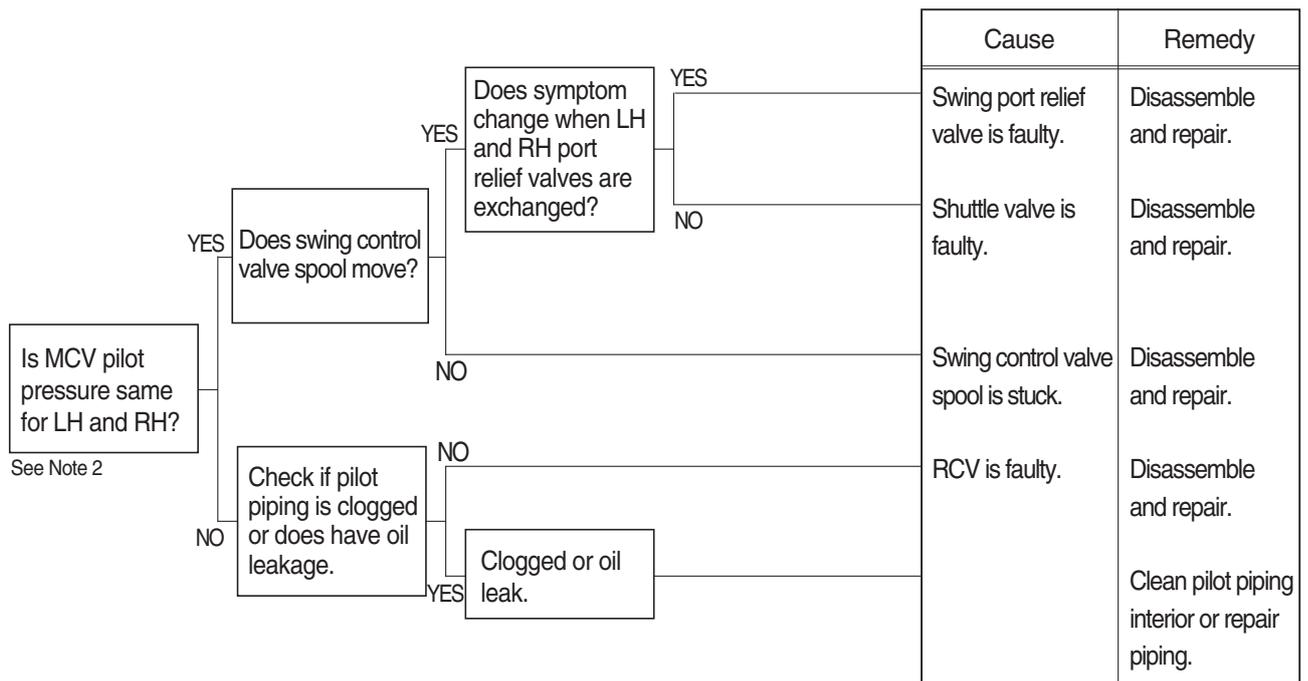 Cause
Remedy
YES
Does symptom
change when LH
and RH port
relief valves are
exchanged?
YES
Swing port relief
valve is faulty.
Disassemble
and repair.
NO
Shuttle valve is
faulty.
Disassemble
and repair.
YES
Does swing control
valve spool move?
NO
Swing control valve
spool is stuck.
Disassemble
and repair.
Is MCV pilot
pressure same
for LH and RH?
See Note 2
NO
Check if pilot
piping is clogged
or does have oil
leakage.
NO
RCV is faulty.
Disassemble
and repair.
YES
Clogged or oil
leak.
Clean pilot piping
interior or repair
piping.